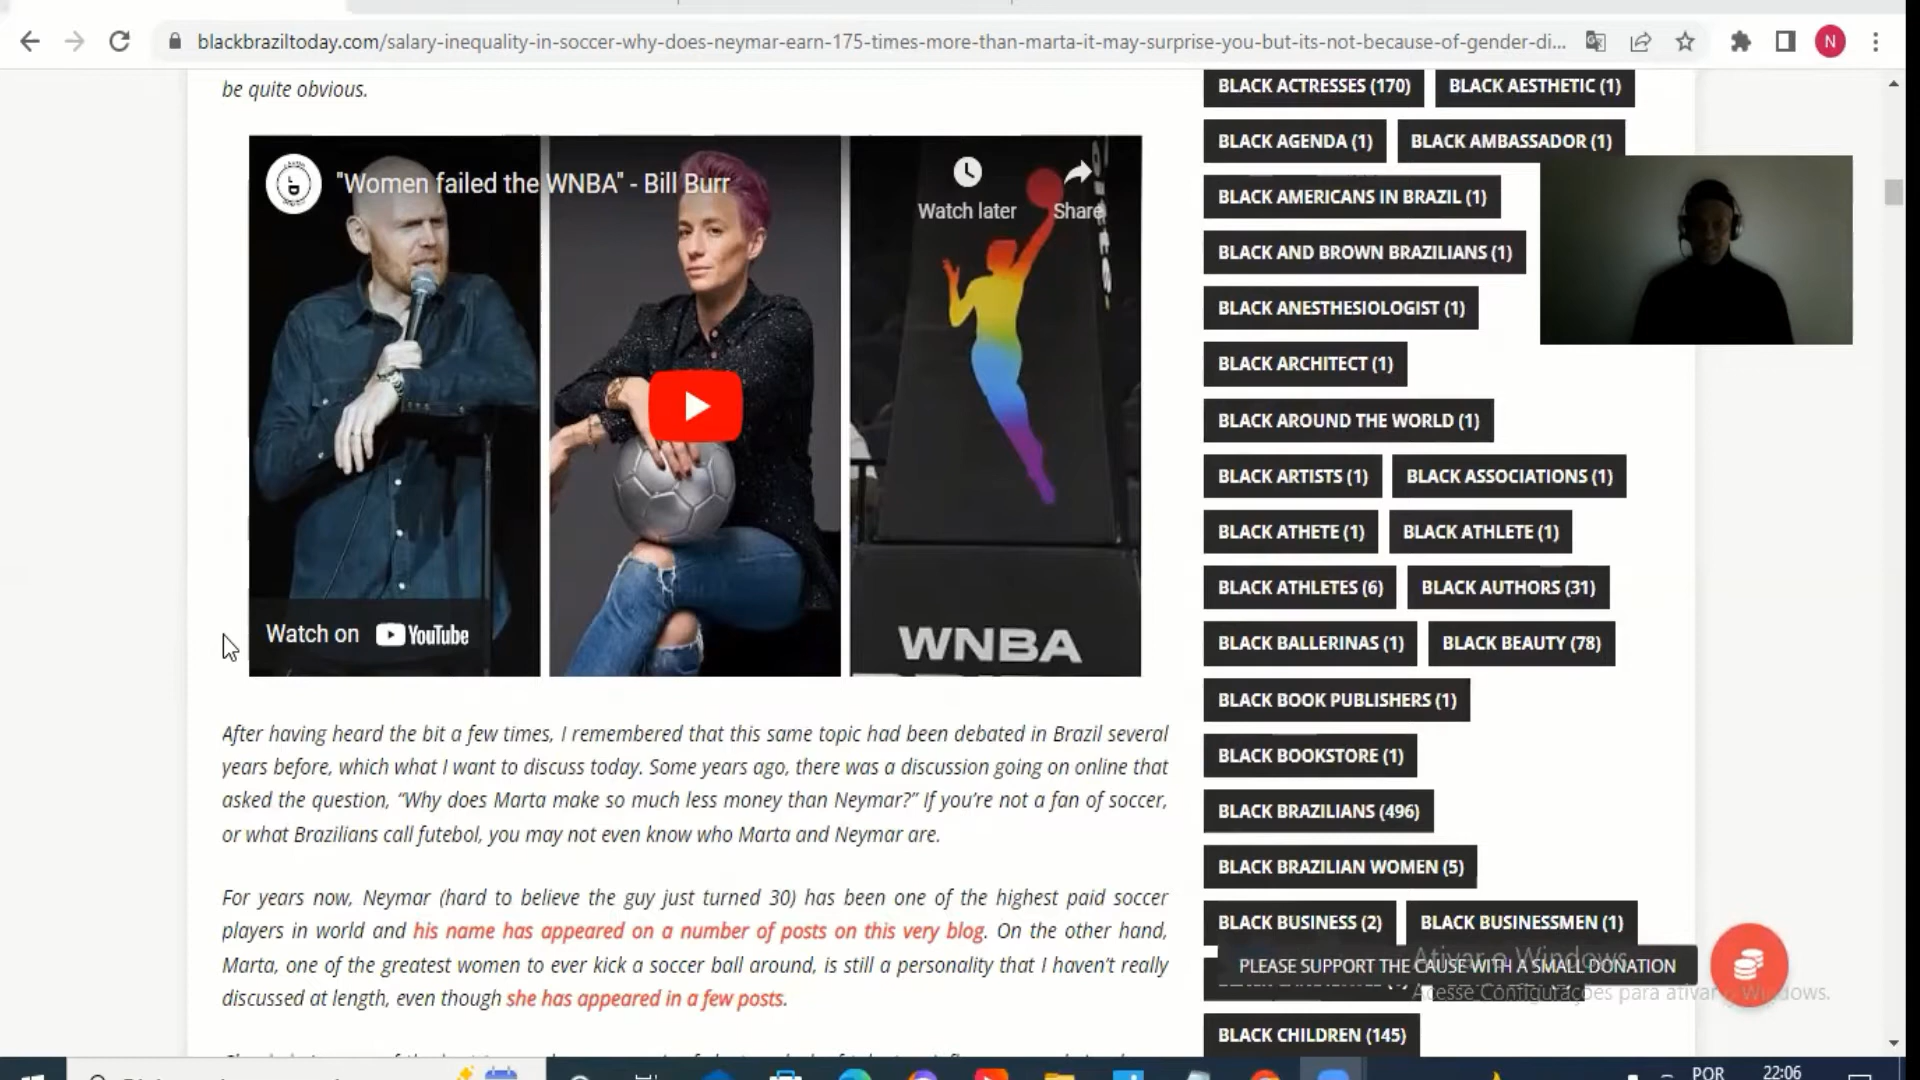 blackbraziltoday.com/salary-inequality-in-soccer-why-does-neymar-earn-175-times-more-than-marta-it-may-surprise-you-but-its-not-because-of-gender-di...
N
be quite obvious.
"Women failed the WNBA" - Bill Burr
Watch later
Share
Watch on YouTube
WNBA
After having heard the bit a few times, I remembered that this same topic had been debated in Brazil several
years before, which what I want to discuss today. Some years ago, there was a discussion going on online that
asked the question, “Why does Marta make so much less money than Neymar?” If you’re not a fan of soccer,
or what Brazilians call futebol, you may not even know who Marta and Neymar are.
For years now, Neymar (hard to believe the guy just turned 30) has been one of the highest paid soccer
players in world and his name has appeared on a number of posts on this very blog. On the other hand,
Marta, one of the greatest women to ever kick a soccer ball around, is still a personality that I haven’t really
discussed at length, even though she has appeared in a few posts.
BLACK ACTRESSES (170) BLACK AESTHETIC (1)
BLACK AGENDA (1) BLACK AMBASSADOR (1)
BLACK AMERICANS IN BRAZIL (1)
BLACK AND BROWN BRAZILIANS (1)
BLACK ANESTHESIOLOGIST (1)
BLACK ARCHITECT (1)
BLACK AROUND THE WORLD (1)
BLACK ARTISTS (1) BLACK ASSOCIATIONS (1)
BLACK ATHETE (1) BLACK ATHLETE (1)
BLACK ATHLETES (6) BLACK AUTHORS (31)
BLACK BALLERINAS (1) BLACK BEAUTY (78)
BLACK BOOK PUBLISHERS (1)
BLACK BOOKSTORE (1)
BLACK BRAZILIANS (496)
BLACK BRAZILIAN WOMEN (5)
BLACK BUSINESS (2) BLACK BUSINESSMEN (1)
Ativar o Windows
PLEASE SUPPORT THE CAUSE WITH A SMALL DONATION
Acesse Configurações para ativar o Windows.
BLACK CHILDREN (145)
POR
22:06